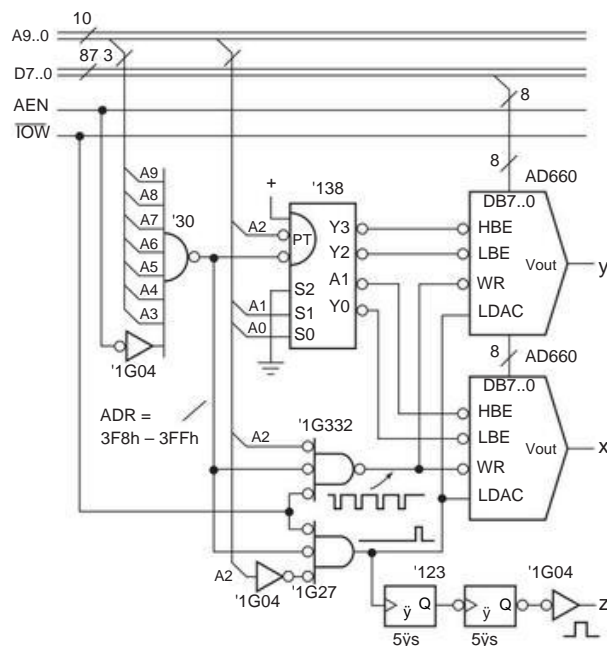 10
A9..0
87 3
D7..0
AEN
8
IOW
8
AD660
A9
A8
A7
A6
A5
A4
A3
'30
'1G04
+
'138
A2
PT
Y3
Y2
A1
Y0
S2
S1
S0
A1
A0
DB7..0
HBE
LBE
WR
LDAC
Vout
y
8
AD660
DB7..0
HBE
LBE
WR
LDAC
Vout
x
ADR =
3F8h – 3FFh
'1G332
A2
A2
'1G04
'1G27
'123
'1G04
ÿ Q
ÿ Q
z
5ÿs
5ÿs